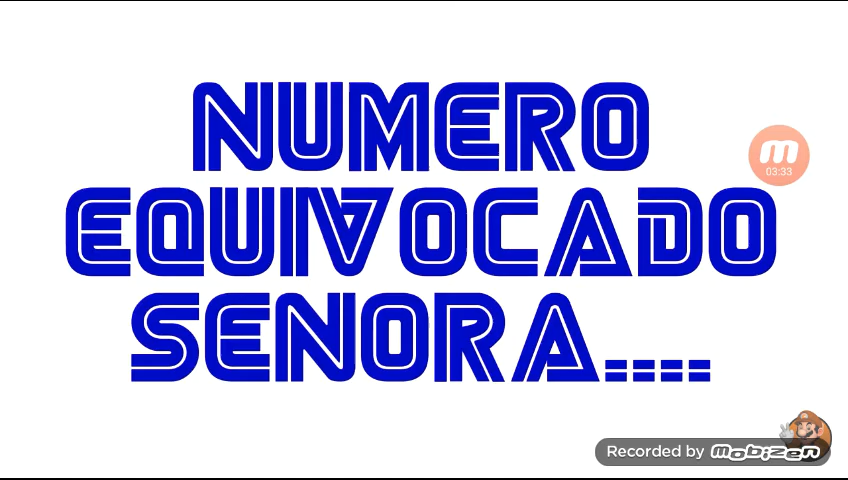 NUMERO
EQUIVOCADO
SENORA....
m
03:33
Recorded by mobizen